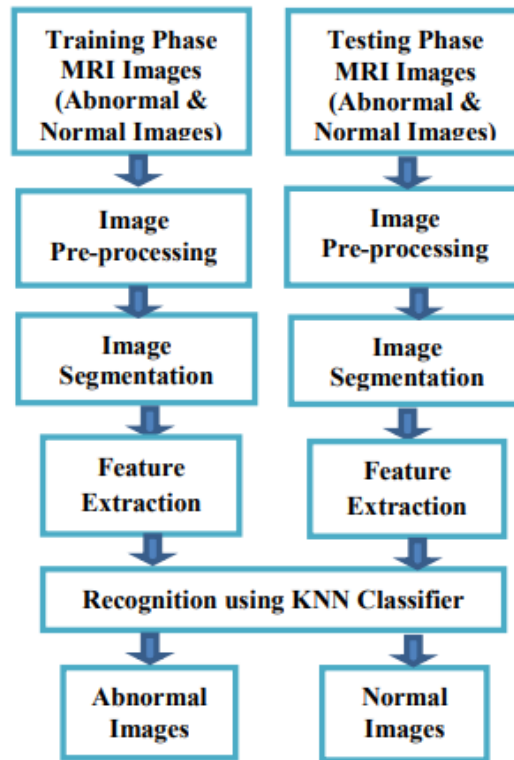 Training Phase
MRI Images
(Abnormal &
Normal Images)
Testing Phase
MRI Images
(Abnormal &
Normal Images)
Image
Pre-processing
Image
Pre-processing
Image
Segmentation
Image
Segmentation
Feature
Extraction
Feature
Extraction
Recognition using KNN Classifier
Abnormal
Images
Normal
Images